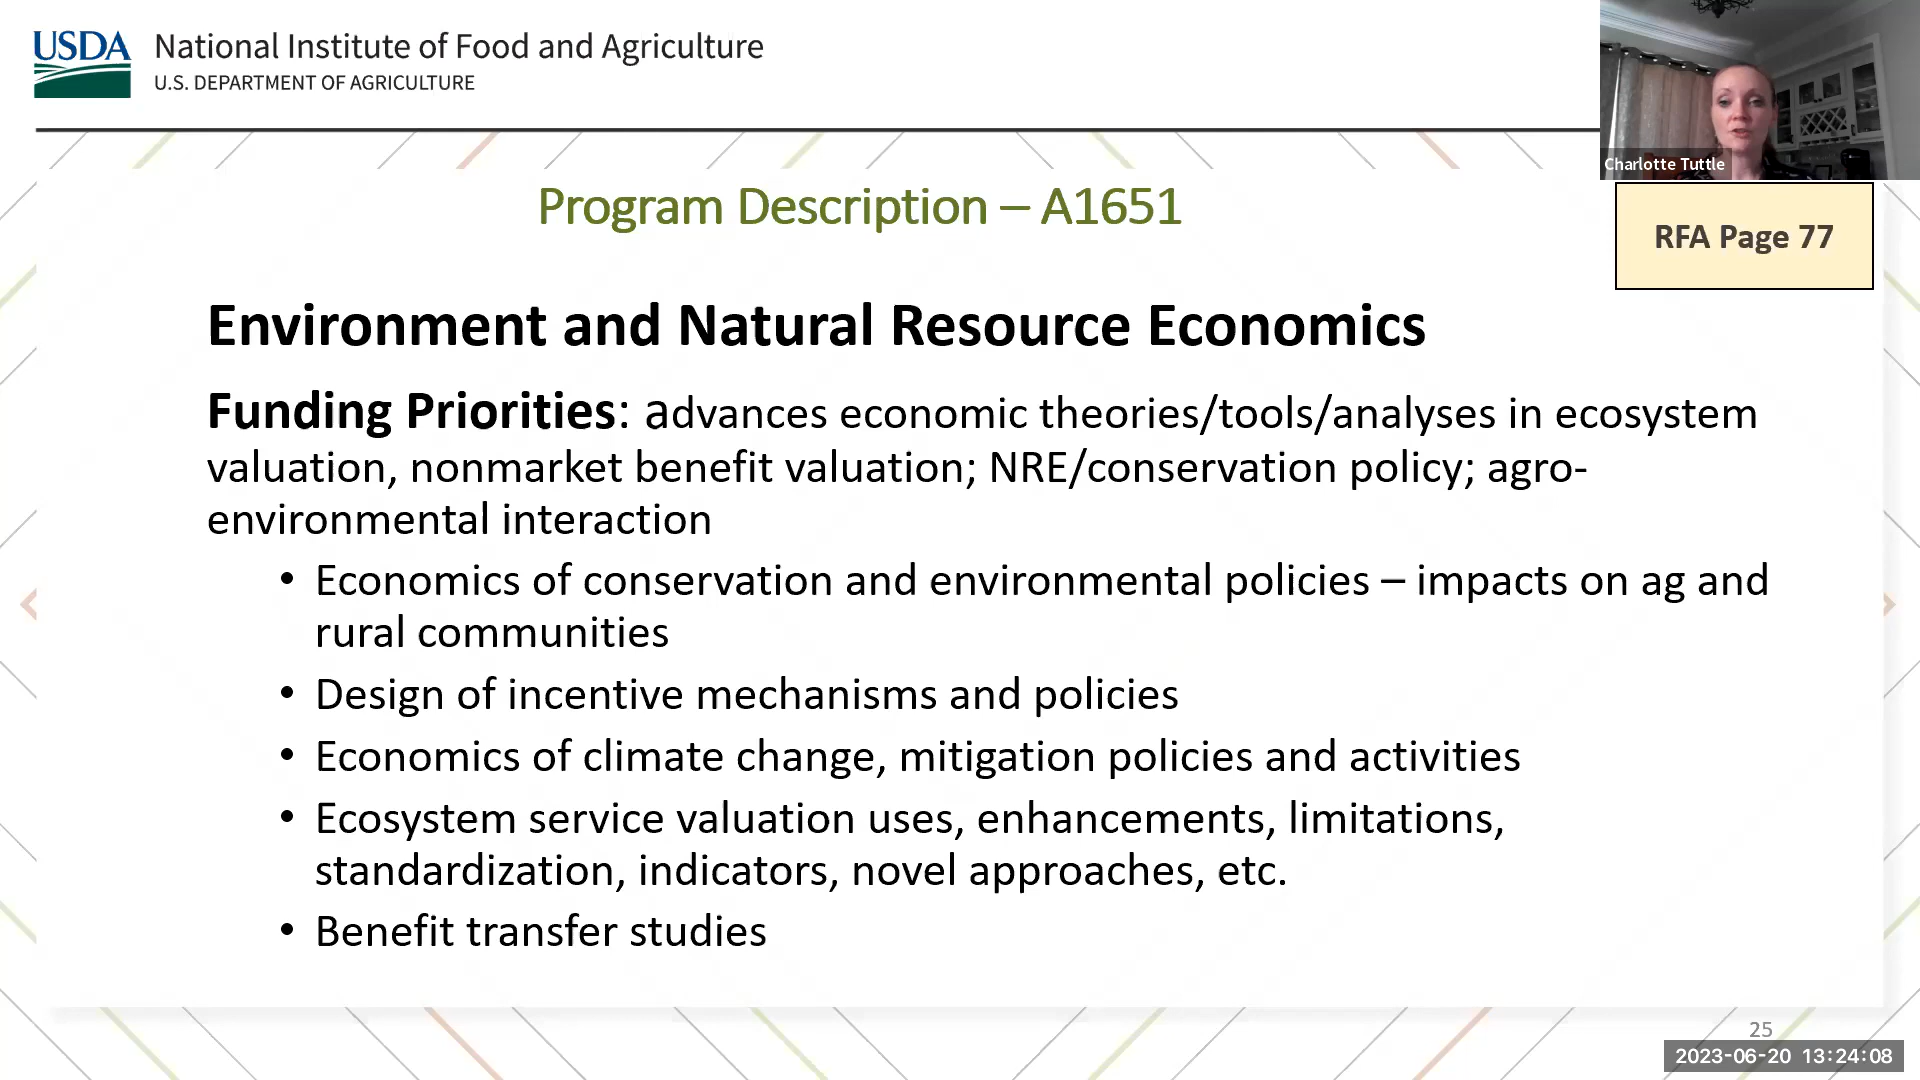 USDA
National Institute of Food and Agriculture
U.S. DEPARTMENT OF AGRICULTURE
Charlotte Tuttle
Program Description – A1651
RFA Page 77
Environment and Natural Resource Economics
Funding Priorities: advances economic theories/tools/analyses in ecosystem
valuation, nonmarket benefit valuation; NRE/conservation policy; agro-
environmental interaction
• Economics of conservation and environmental policies – impacts on ag and
rural communities
• Design of incentive mechanisms and policies
• Economics of climate change, mitigation policies and activities
• Ecosystem service valuation uses, enhancements, limitations,
standardization, indicators, novel approaches, etc.
• Benefit transfer studies
25
2023-06-20 13:24:08